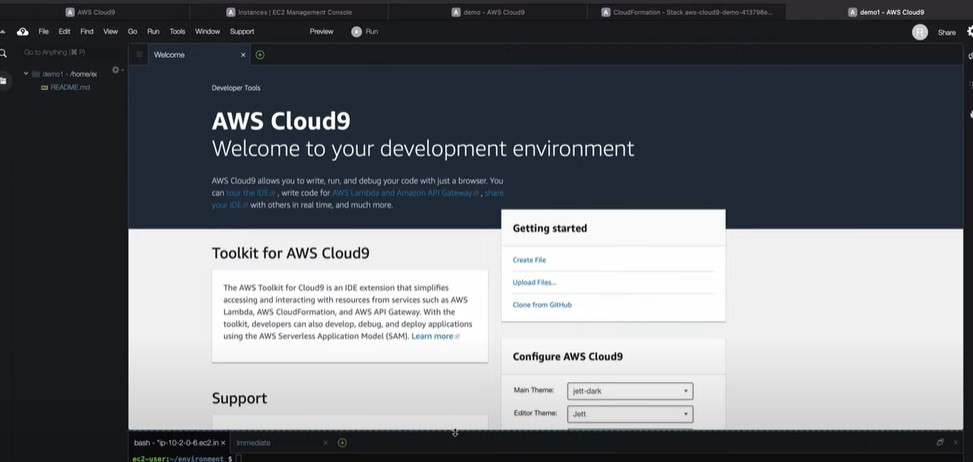 AWS Cloud9
Instances | EC2 Management Console
demo - AWS Cloud9
CloudFormation - Stack aws-cloud9-demo-413798e...
demo1 - AWS Cloud9
File Edit Find View Go Run Tools Window Support Preview Run
R Share
Go to Anything (⌘ P)
Welcome
demo1 - /home/ec
README.md
Developer Tools
AWS Cloud9
Welcome to your development environment
AWS Cloud9 allows you to write, run, and debug your code with just a browser. You
can tour the IDE, write code for AWS Lambda and Amazon API Gateway, share
your IDE with others in real time, and much more.
Getting started
Create File
Upload Files...
Clone from GitHub
Toolkit for AWS Cloud9
The AWS Toolkit for Cloud9 is an IDE extension that simplifies
accessing and interacting with resources from services such as AWS
Lambda, AWS CloudFormation, and AWS API Gateway. With the
toolkit, developers can also develop, debug, and deploy applications
using the AWS Serverless Application Model (SAM). Learn more
Configure AWS Cloud9
Main Theme: jett-dark
Editor Theme: Jett
Support
bash - "ip-10-2-0-6.ec2.in
Immediate
ec2-user:~/environment $